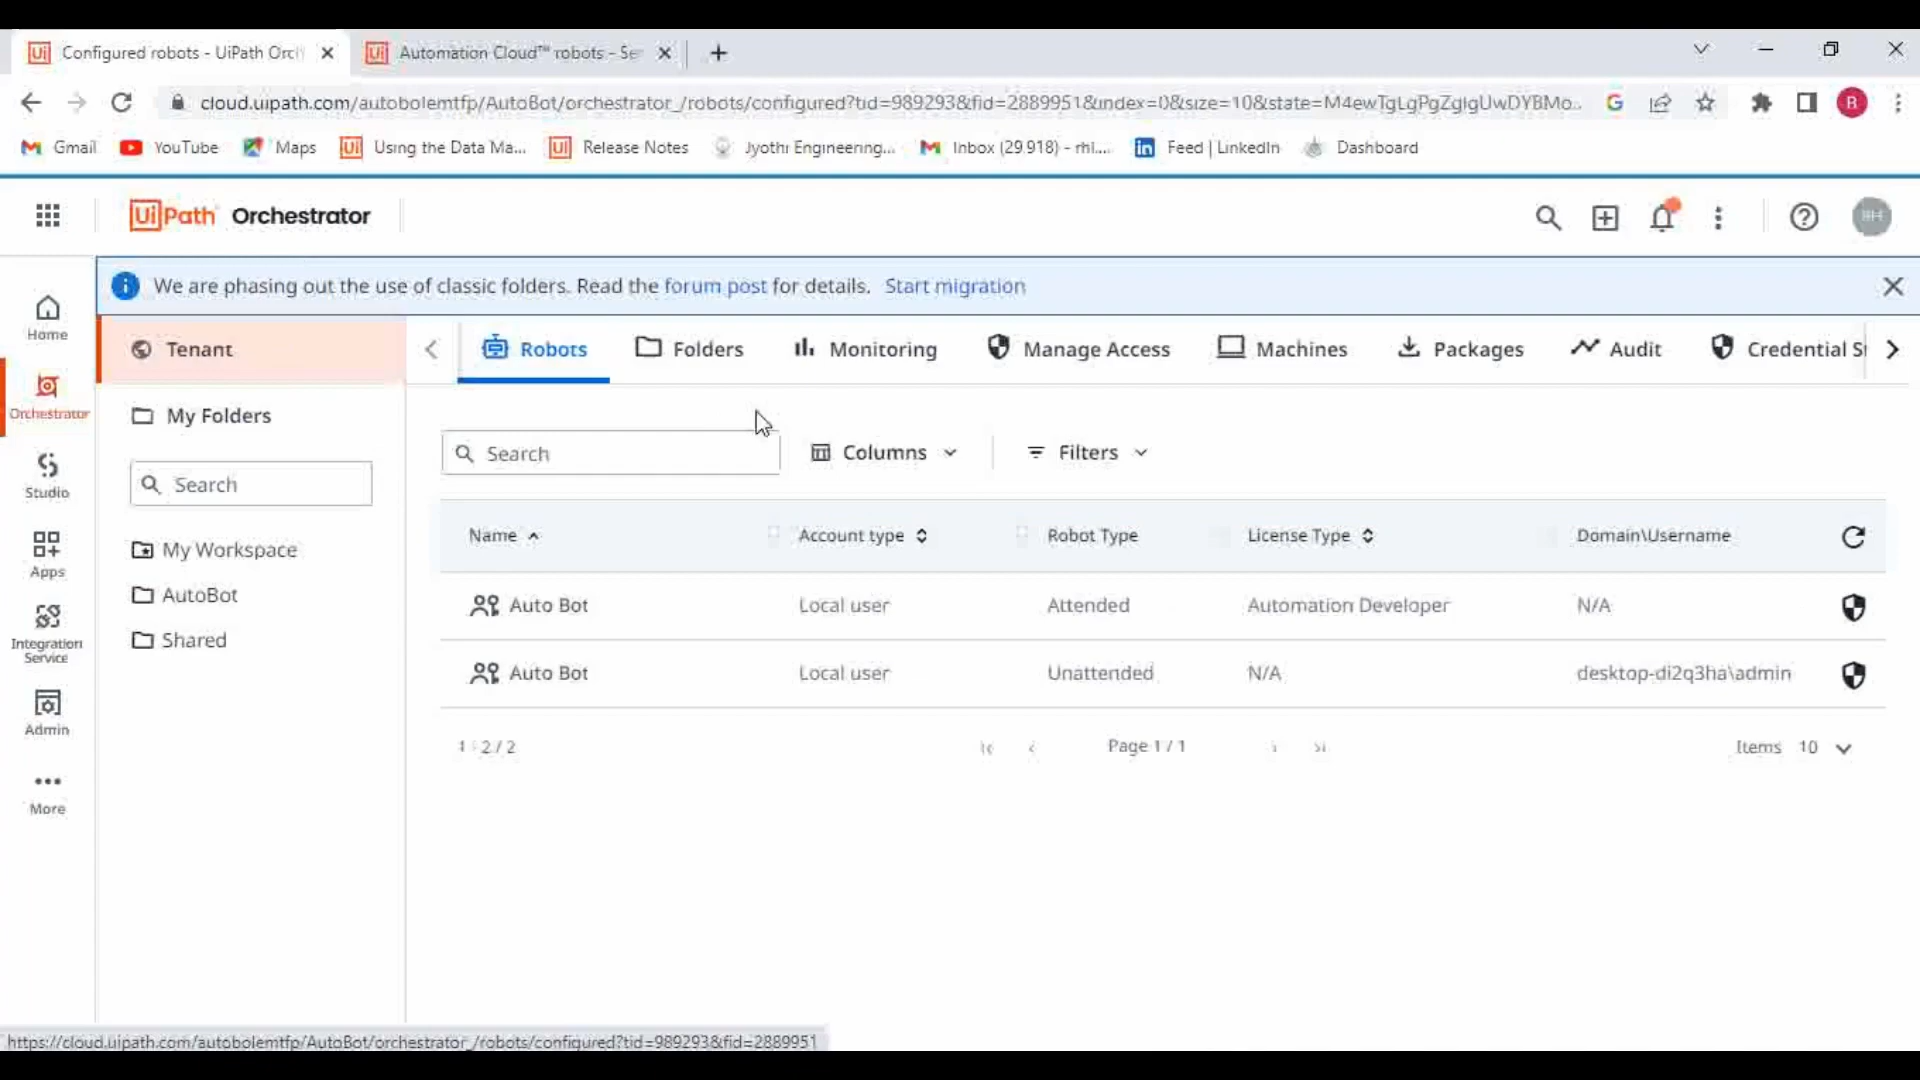 Configured robots - UiPath Orch
Automation Cloud™ robots - Se
cloud.uipath.com/autobolemtfp/AutoBot/orchestrator_/robots/configured?tid=989293&fid=2889951&index=0&size=10&state=M4ewTgLgPgZgIgUwDYBMo...
Gmail
YouTube
Maps
Using the Data Ma...
Release Notes
Jyothi Engineering...
Inbox (29,918) - rhi....
Feed | LinkedIn
Dashboard
UiPath Orchestrator
We are phasing out the use of classic folders. Read the forum post for details. Start migration
Home
Orchestrator
Studio
Apps
Integration
Service
Admin
More
Tenant
My Folders
Search
My Workspace
AutoBot
Shared
Robots
Folders
Monitoring
Manage Access
Machines
Packages
Audit
Credential St
Search
Columns
Filters
Name Account type Robot Type License Type Domain\Username
Auto Bot Local user Attended Automation Developer N/A
Auto Bot Local user Unattended N/A desktop-di2q3ha\admin
1 - 2 / 2
Page 1 / 1
Items 10
https://cloud.uipath.com/autobolemtfp/AutoBot/orchestrator_/robots/configured?tid=989293&fid=2889951